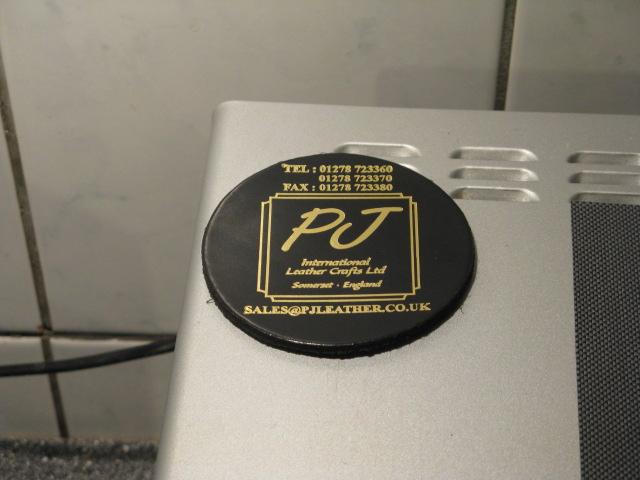 TEL : 01278 723360
01278 723370
FAX : 01278 723380
PJ
International
Leather Crafts Ltd
Somerset · England
SALES@PJLEATHER.CO.UK